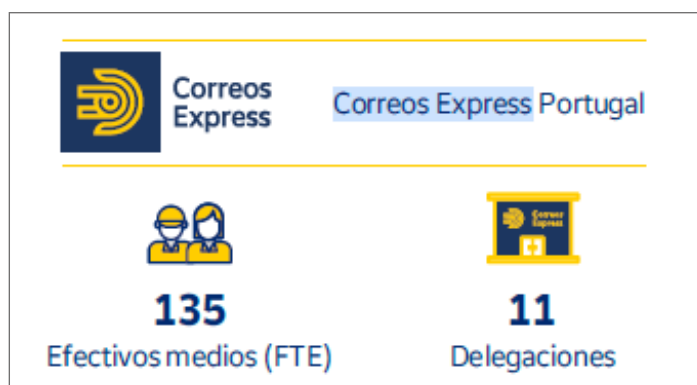 Correos
Express
Correos Express Portugal
Correos
Express
135
Efectivos medios (FTE)
11
Delegaciones